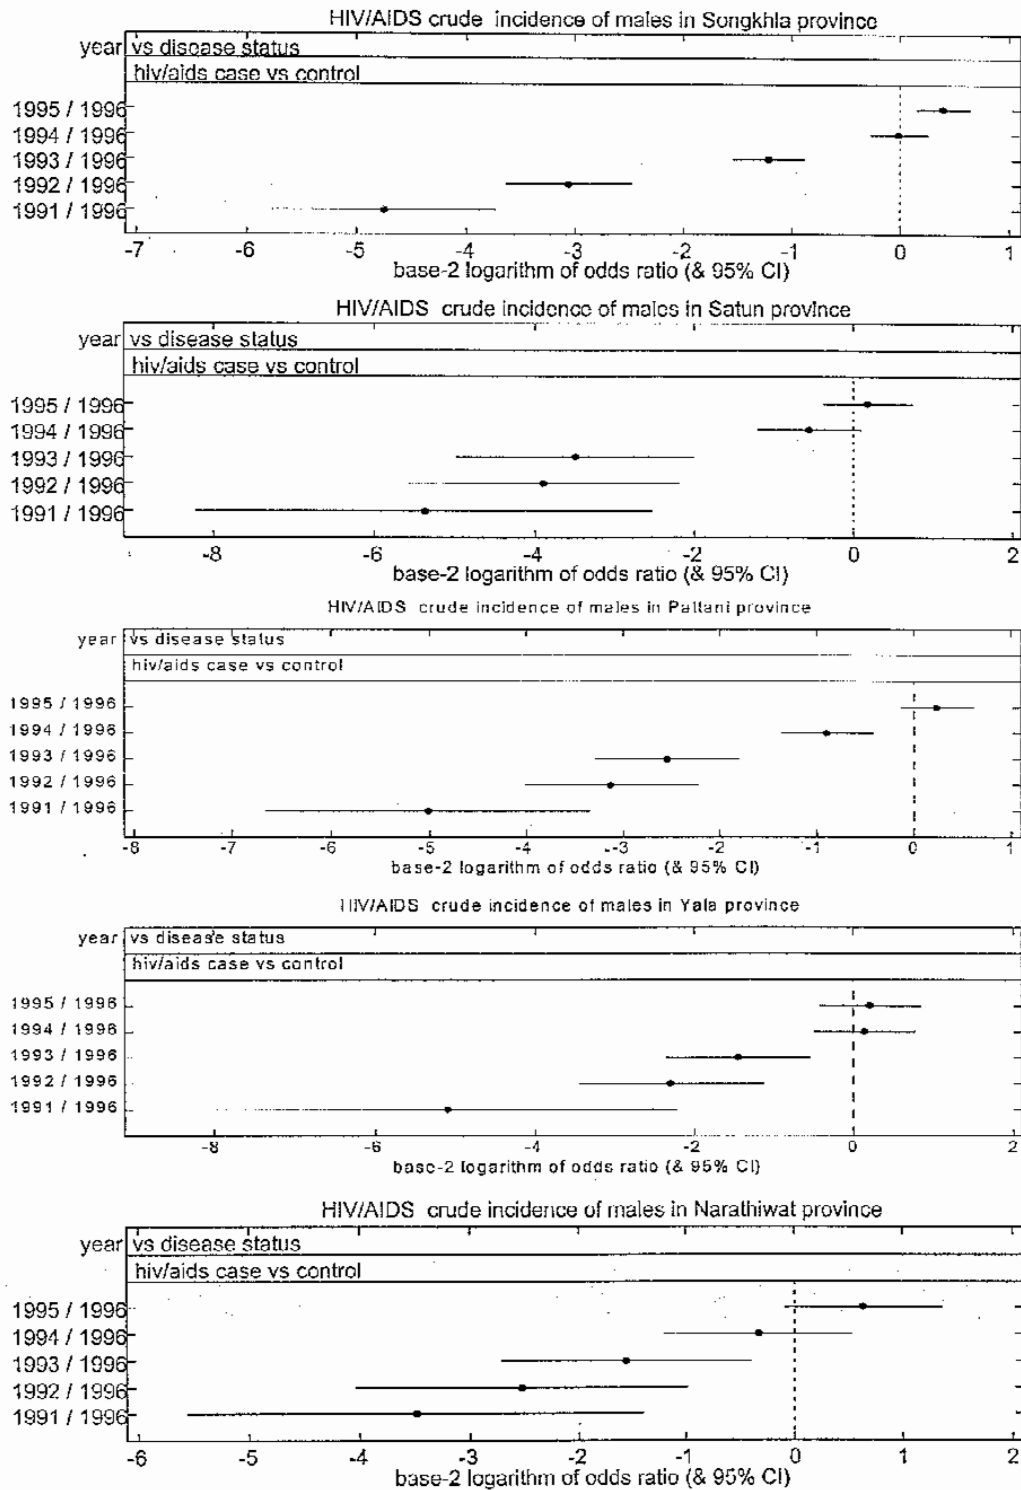 HIV/AIDS crude incidence of males in Songkhla province
year vs disease status
hiv/aids case vs control
1995 / 1996
1994 / 1996
1993 / 1996
1992 / 1996
1991 / 1996
-7 -6 -5 -4 -3 -2 -1 0 1
base-2 logarithm of odds ratio (& 95% CI)
HIV/AIDS crude incidence of males in Satun province
year vs disease status
hiv/aids case vs control
1995 / 1996
1994 / 1996
1993 / 1996
1992 / 1996
1991 / 1996
-8 -6 -4 -2 0 2
base-2 logarithm of odds ratio (& 95% CI)
HIV/AIDS crude incidence of males in Pattani province
year vs disease status
hiv/aids case vs control
1995 / 1996
1994 / 1996
1993 / 1996
1992 / 1996
1991 / 1996
-8 -7 -6 -5 -4 -3 -2 -1 0 1
base-2 logarithm of odds ratio (& 95% CI)
HIV/AIDS crude incidence of males in Yala province
year vs disease status
hiv/aids case vs control
1995 / 1996
1994 / 1996
1993 / 1996
1992 / 1996
1991 / 1996
-8 -6 -4 -2 0 2
base-2 logarithm of odds ratio (& 95% CI)
HIV/AIDS crude incidence of males in Narathiwat province
year vs disease status
hiv/aids case vs control
1995 / 1996
1994 / 1996
1993 / 1996
1992 / 1996
1991 / 1996
-6 -5 -4 -3 -2 -1 0 1 2
base-2 logarithm of odds ratio (& 95% CI)